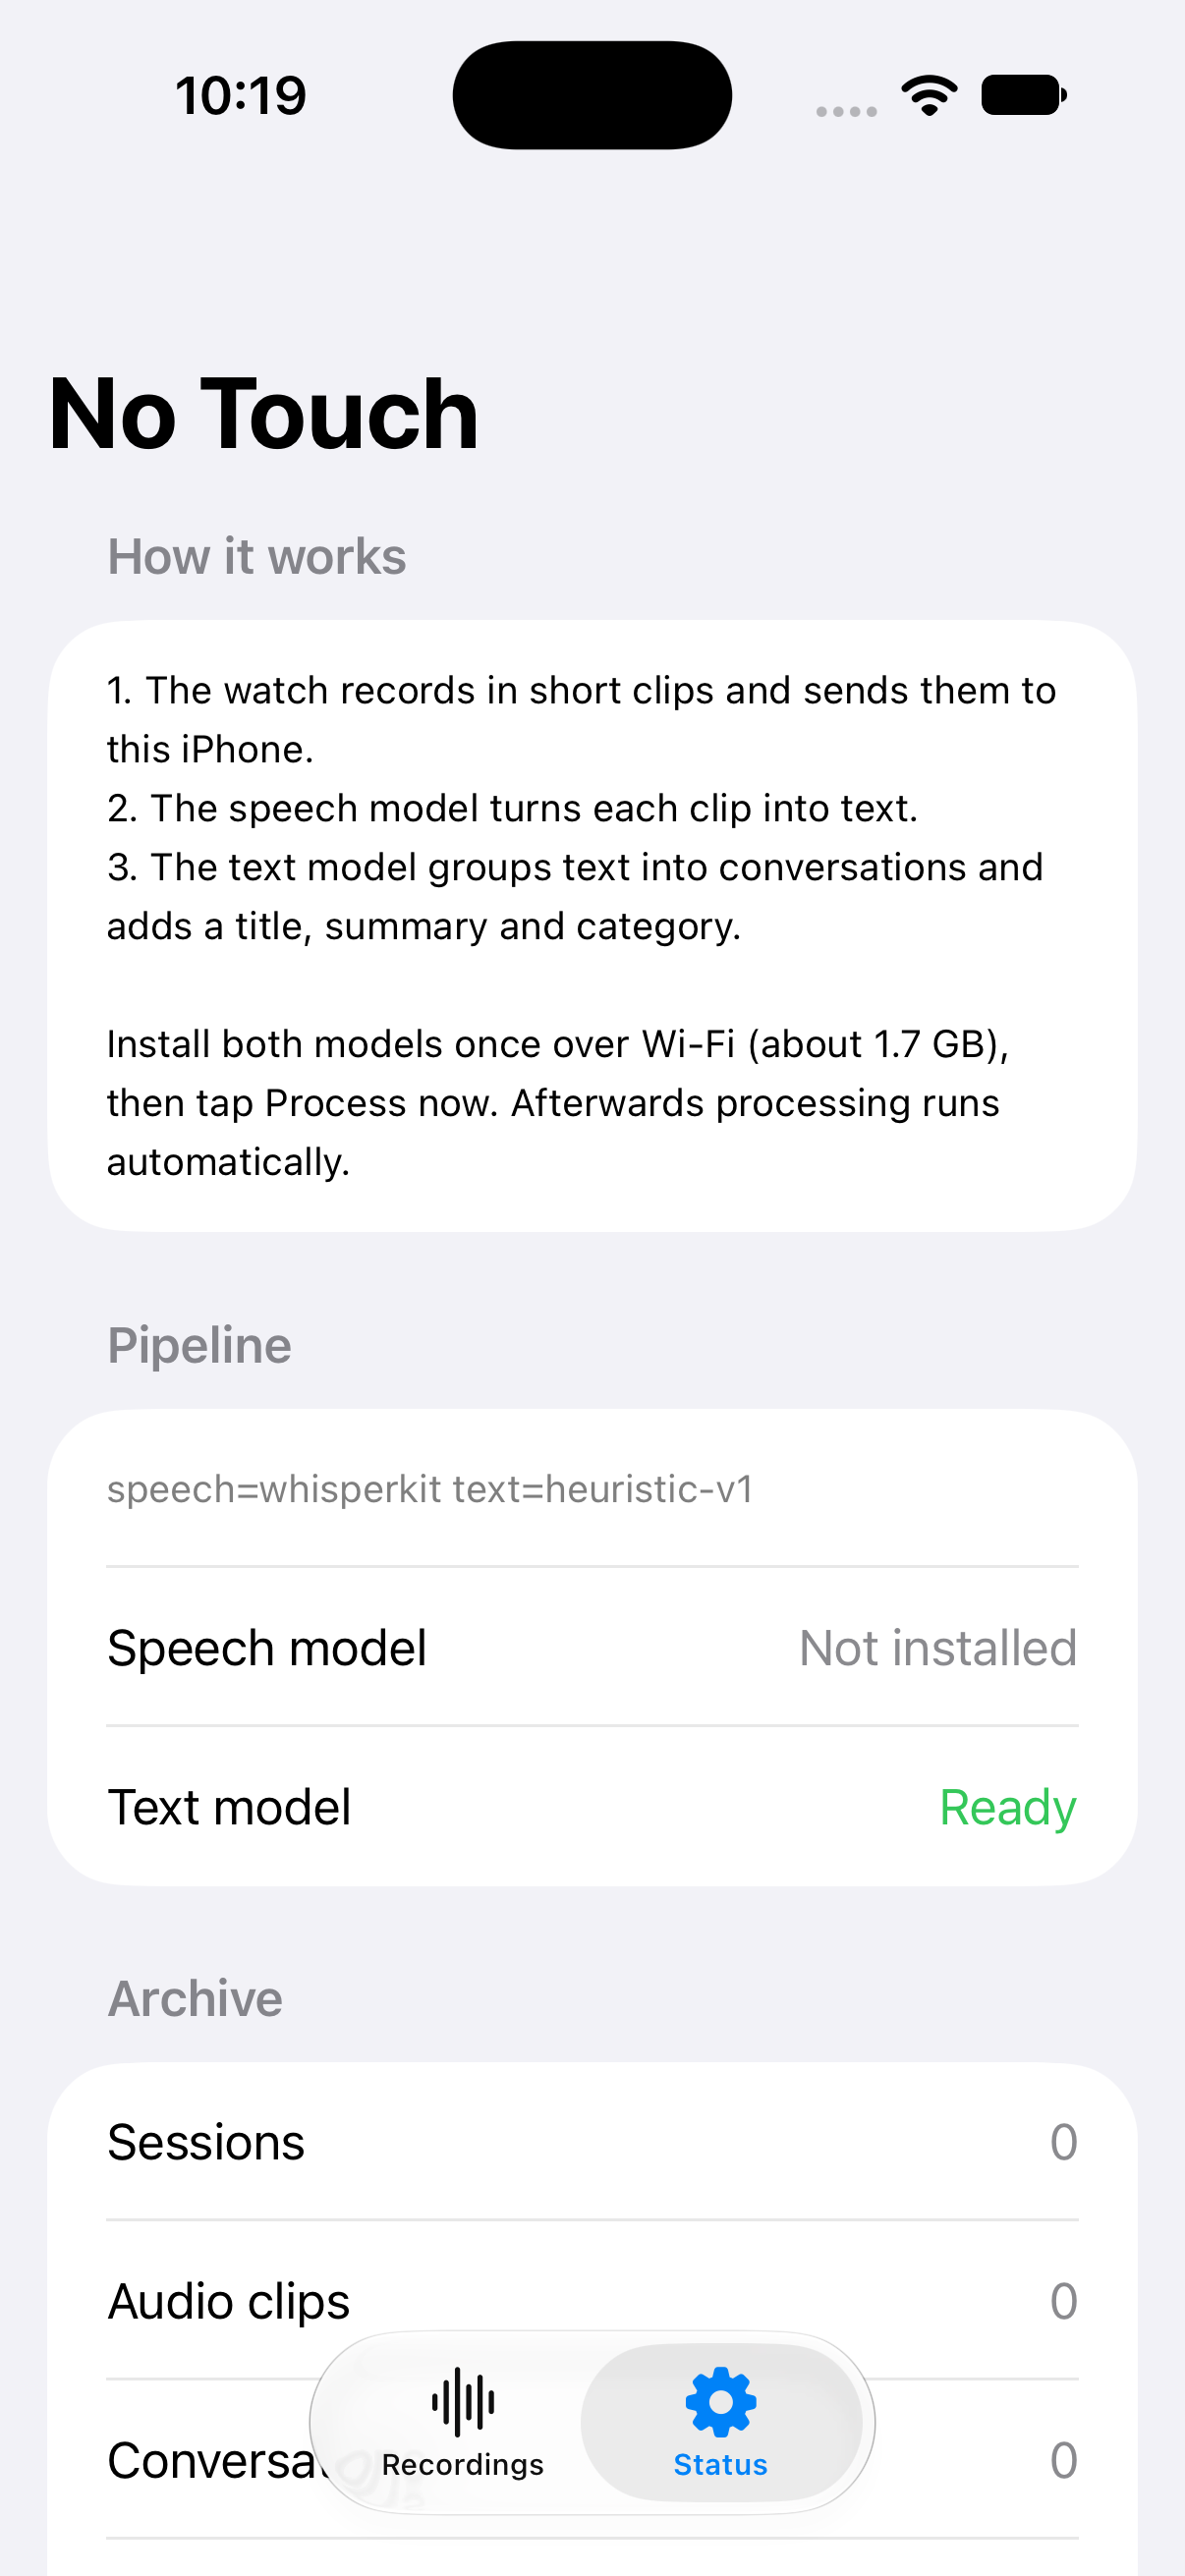 10:19
No Touch
How it works
1. The watch records in short clips and sends them to
this iPhone.
2. The speech model turns each clip into text.
3. The text model groups text into conversations and
adds a title, summary and category.
Install both models once over Wi-Fi (about 1.7 GB),
then tap Process now. Afterwards processing runs
automatically.
Pipeline
speech=whisperkit text=heuristic-v1
Speech model Not installed
Text model Ready
Archive
Sessions 0
Audio clips 0
0
Recordings Status